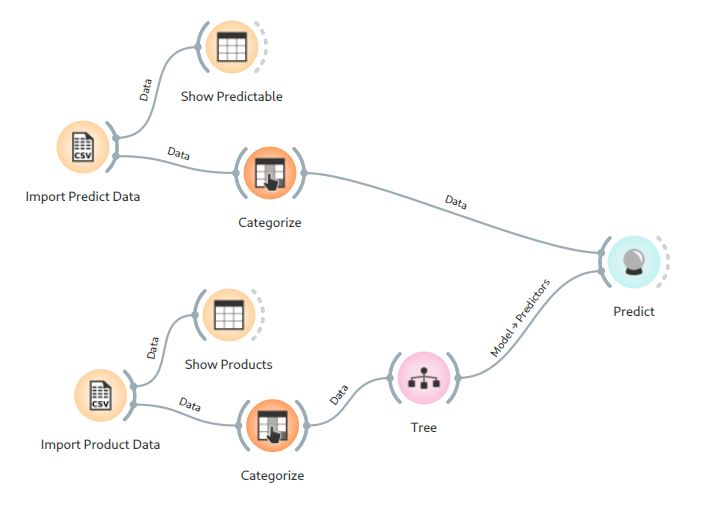 Data
Show Predictable
CSV
Import Predict Data
Data
Categorize
Data
Predict
Data
Show Products
CSV
Import Product Data
Data
Categorize
Data
Tree
Model → Predictors